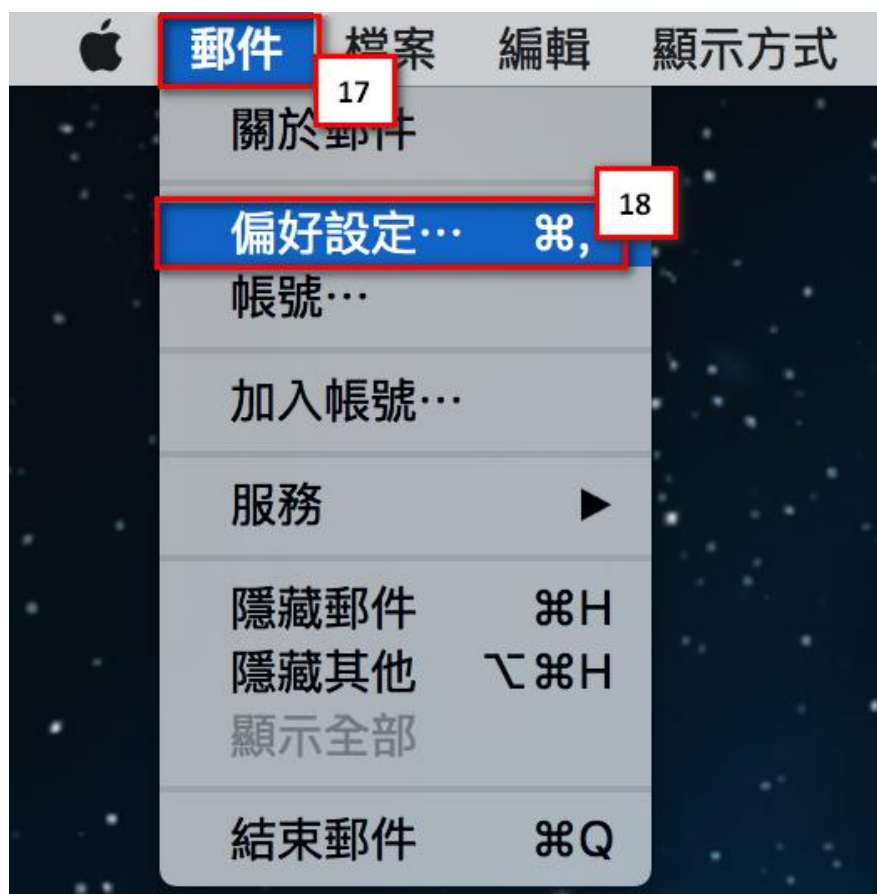 郵件 檔案 編輯 顯示方式
17
關於郵件
18
偏好設定… ⌘,
帳號…
加入帳號…
服務 ▶
隱藏郵件 ⌘H
隱藏其他 ⌥⌘H
顯示全部
結束郵件 ⌘Q